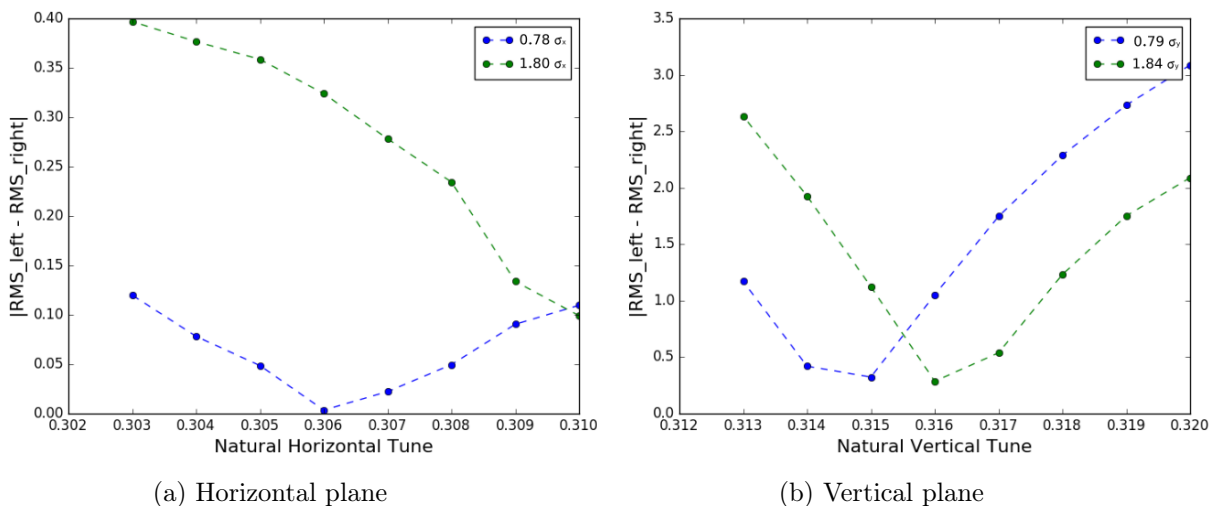 0.40
0.35
0.30
0.25
0.20
0.15
0.10
0.05
0.00
|RMS_left - RMS_right|
0.78 σₓ
1.80 σₓ
0.302 0.303 0.304 0.305 0.306 0.307 0.308 0.309 0.310
Natural Horizontal Tune
(a) Horizontal plane
3.5
3.0
2.5
2.0
1.5
1.0
0.5
0.0
|RMS_left - RMS_right|
0.79 σᵧ
1.84 σᵧ
0.312 0.313 0.314 0.315 0.316 0.317 0.318 0.319 0.320
Natural Vertical Tune
(b) Vertical plane